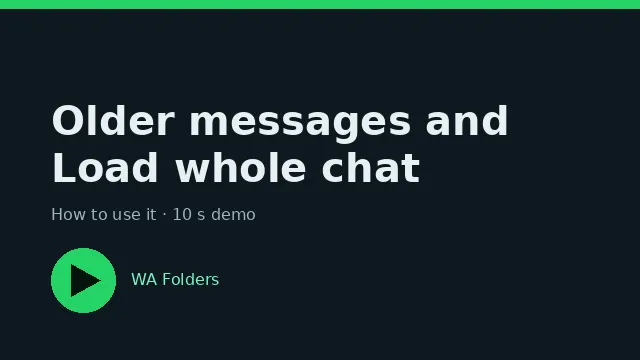 Older messages and
Load whole chat
How to use it · 10 s demo
WA Folders